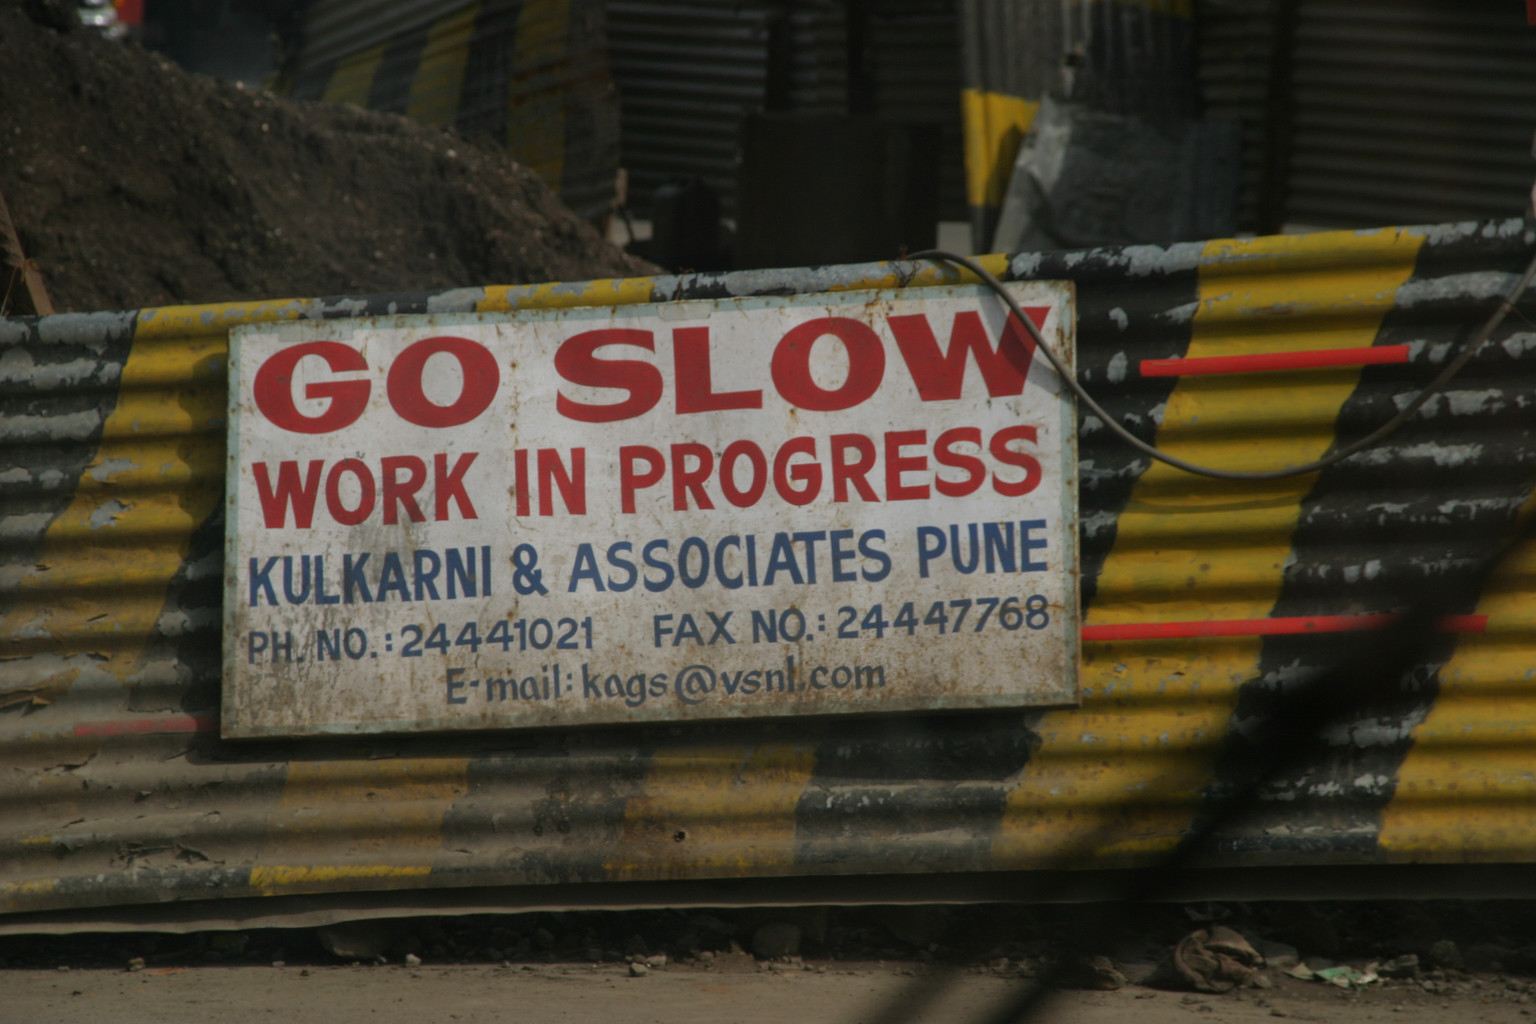 GO SLOW
WORK IN PROGRESS
KULKARNI & ASSOCIATES PUNE
PH. NO.: 24441021 FAX NO.: 24447768
E-mail: kags@vsnl.com